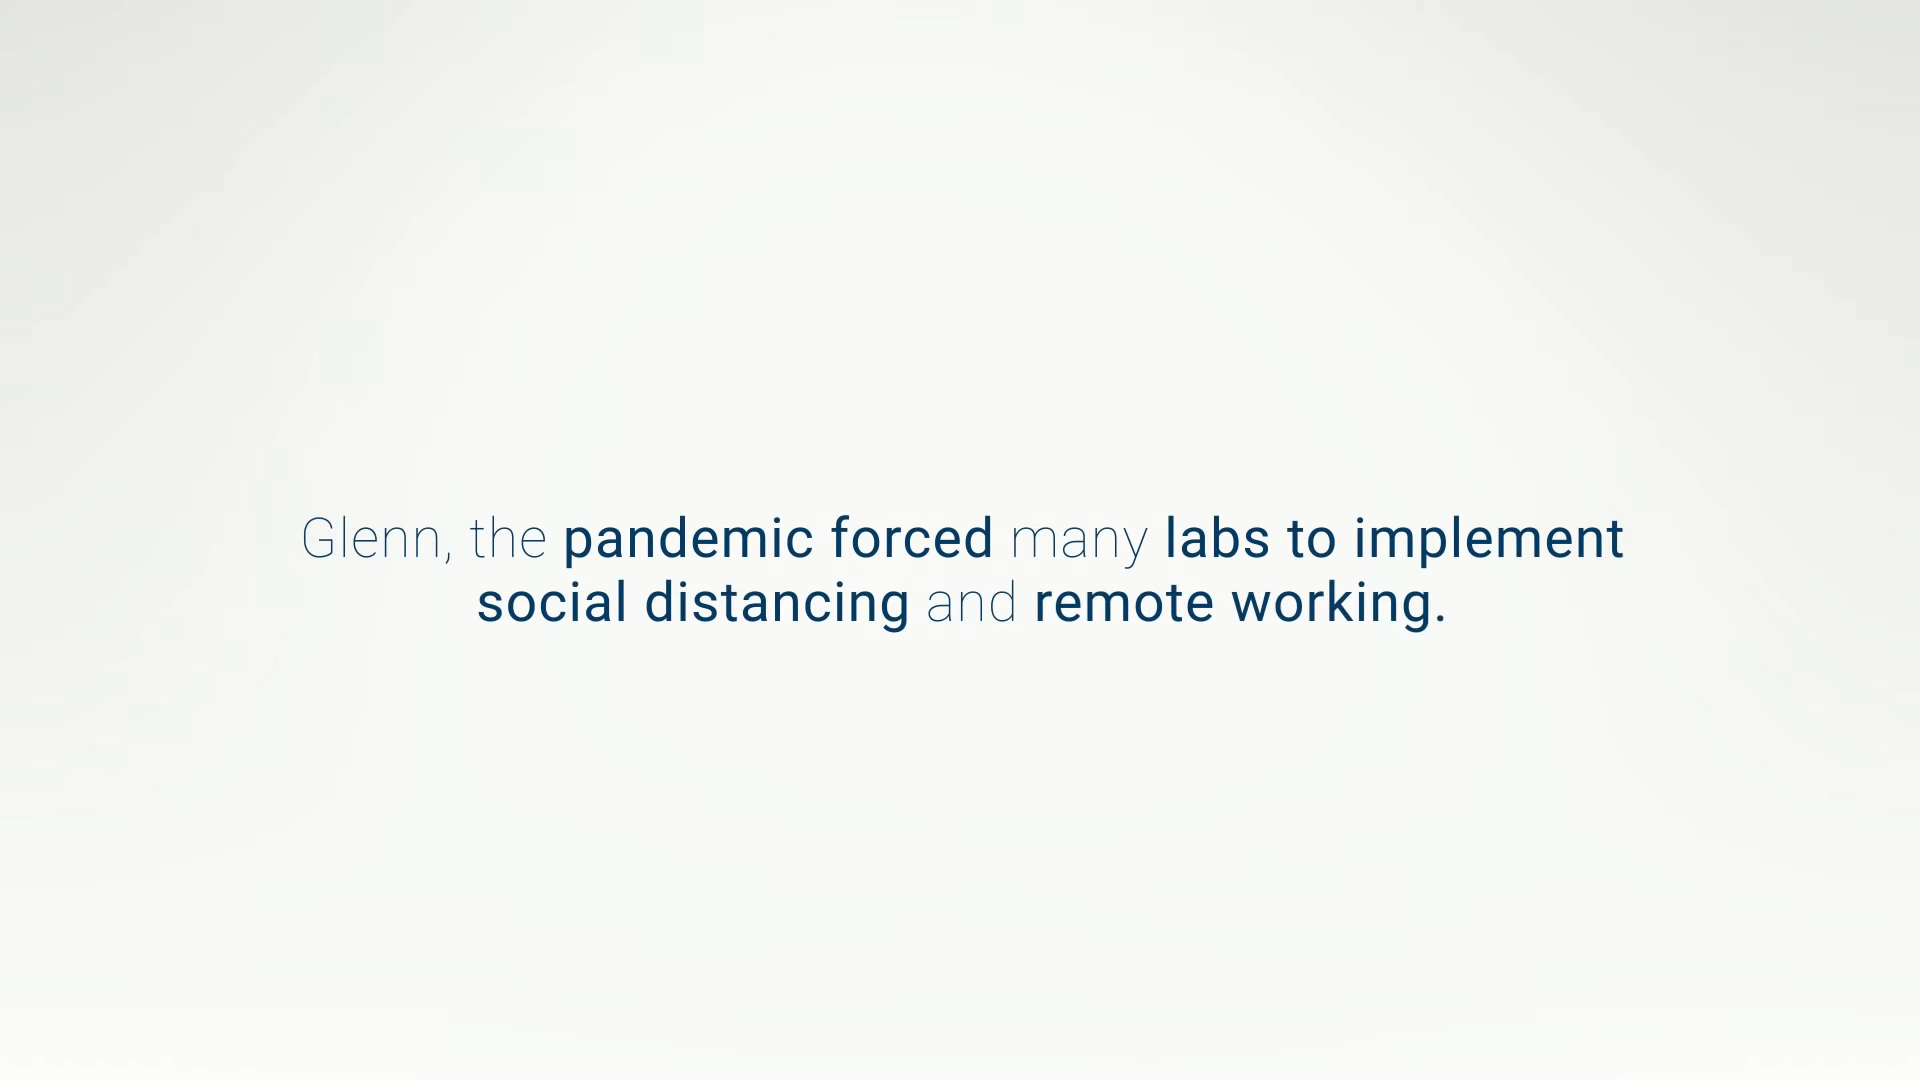 Glenn, the pandemic forced many labs to implement
social distancing and remote working.